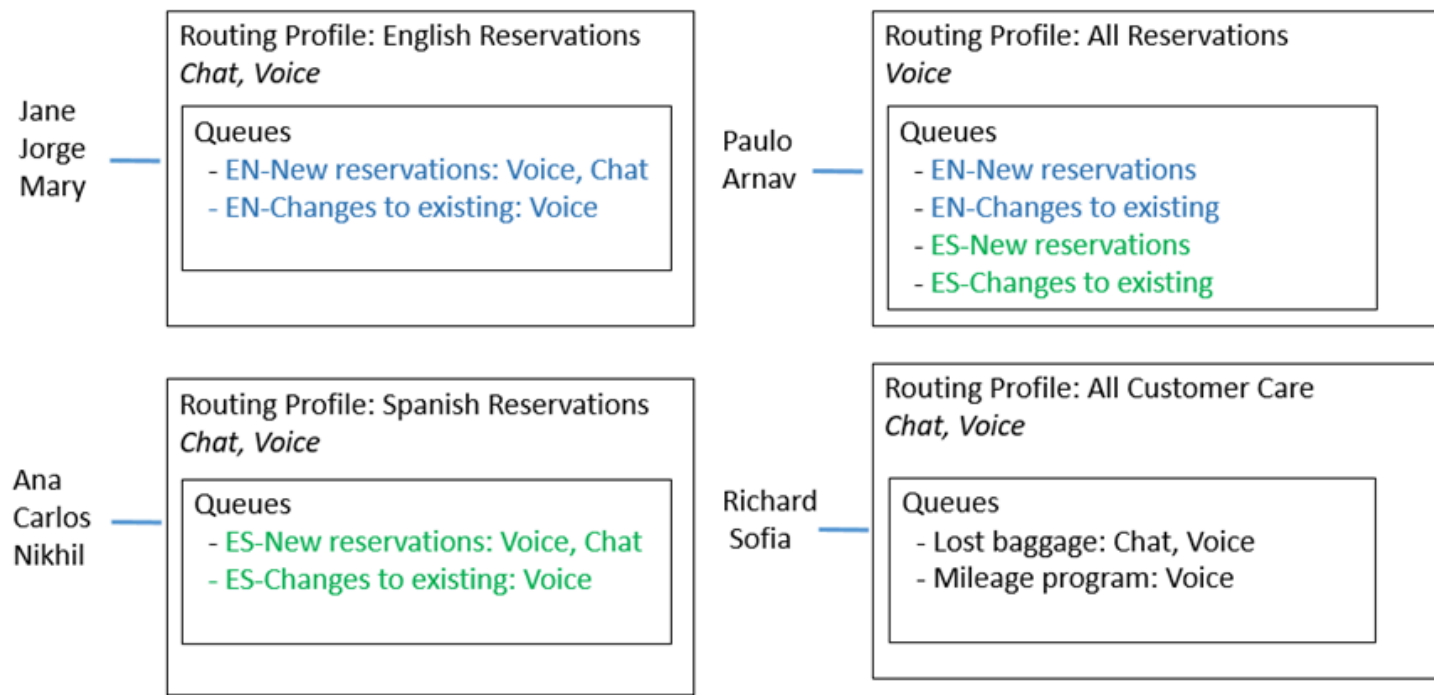 Jane
Jorge
Mary
Routing Profile: English Reservations
Chat, Voice
Queues
- EN-New reservations: Voice, Chat
- EN-Changes to existing: Voice
Paulo
Arnav
Routing Profile: All Reservations
Voice
Queues
- EN-New reservations
- EN-Changes to existing
- ES-New reservations
- ES-Changes to existing
Ana
Carlos
Nikhil
Routing Profile: Spanish Reservations
Chat, Voice
Queues
- ES-New reservations: Voice, Chat
- ES-Changes to existing: Voice
Richard
Sofia
Routing Profile: All Customer Care
Chat, Voice
Queues
- Lost baggage: Chat, Voice
- Mileage program: Voice